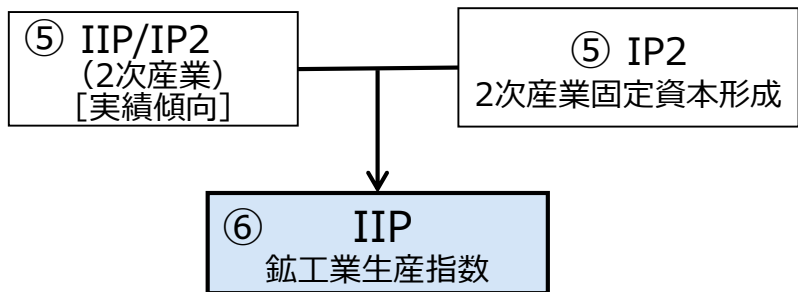 ⑤ IIP/IP2
（2次産業）
［実績傾向］
⑤ IP2
2次産業固定資本形成
⑥ IIP
鉱工業生産指数